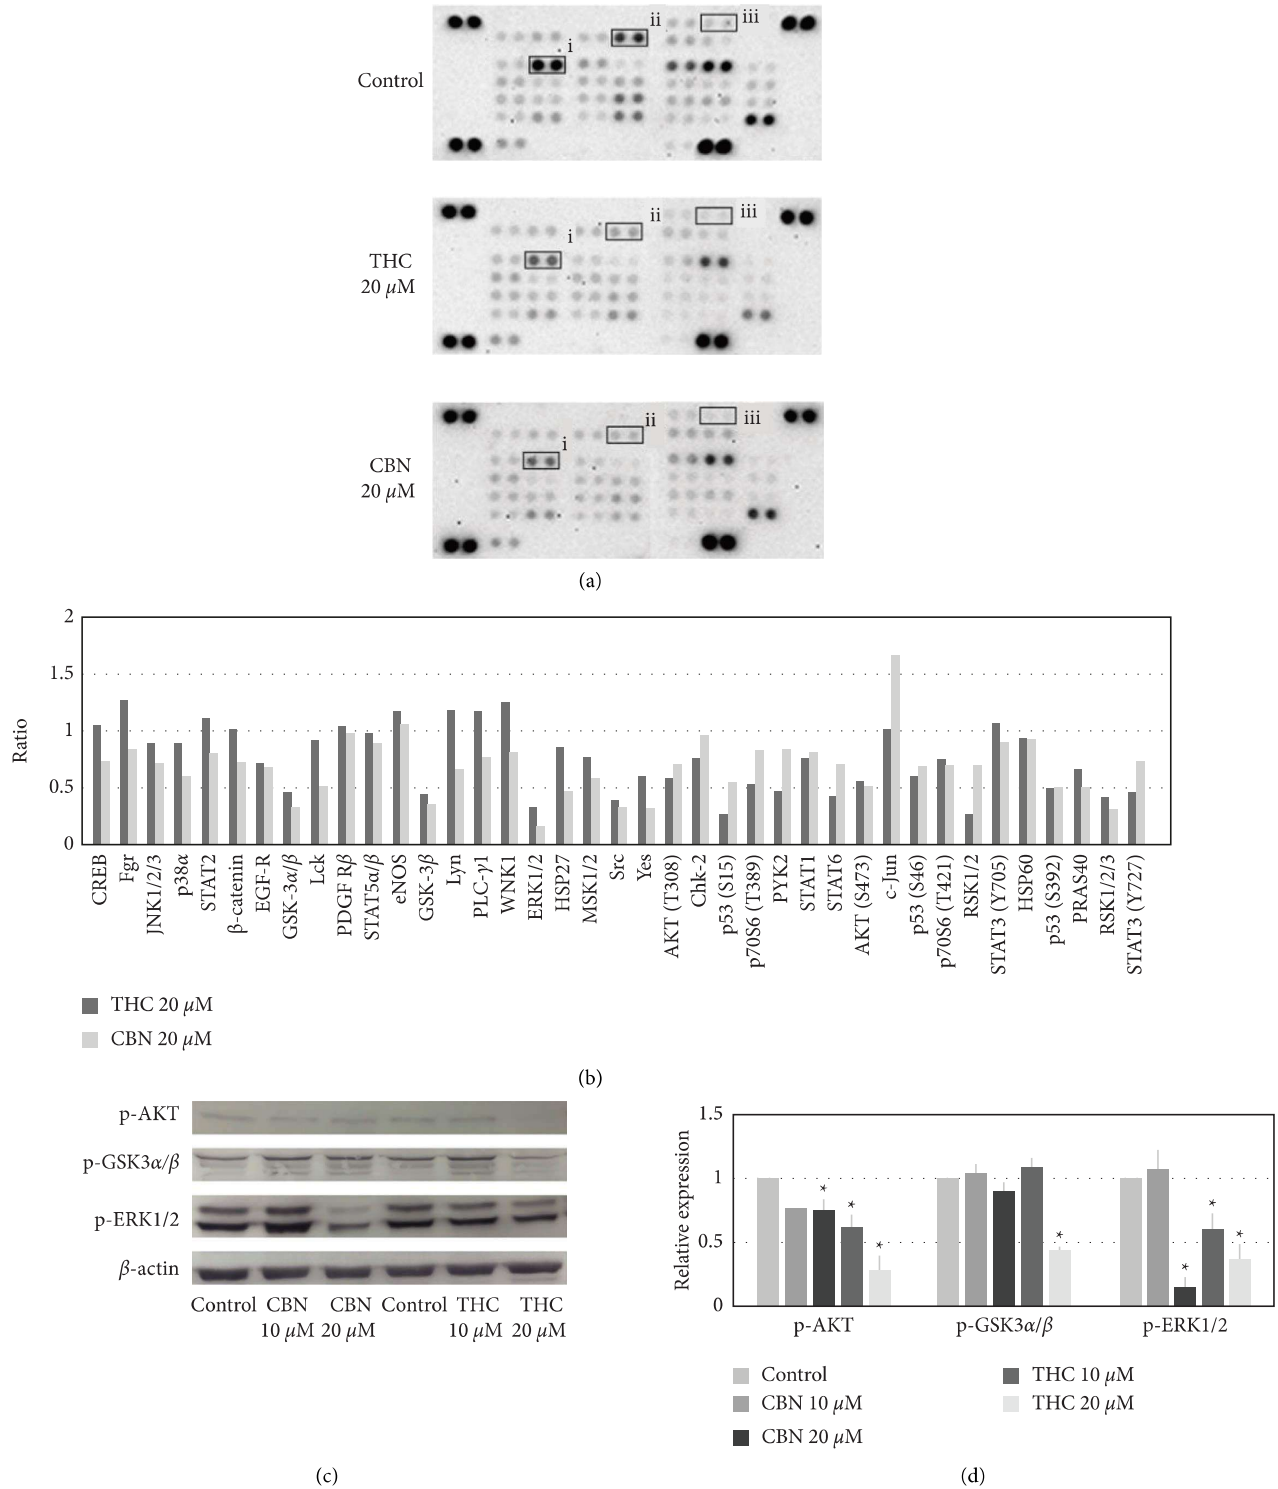 Control
i
ii
iii
THC
20 μM
i
ii
iii
CBN
20 μM
i
ii
iii
(a)
2
1.5
1
0.5
0
Ratio
CREB
Fgr
JNK1/2/3
p38α
STAT2
β-catenin
EGF-R
GSK-3α/β
Lck
PDGF Rβ
STAT5α/β
eNOS
GSK-3β
Lyn
PLC-γ1
WNK1
ERK1/2
HSP27
MSK1/2
Src
Yes
AKT (T308)
Chk-2
p53 (S15)
p70S6 (T389)
PYK2
STAT1
STAT6
AKT (S473)
c-Jun
p53 (S46)
p70S6 (T421)
RSK1/2
STAT3 (Y705)
HSP60
p53 (S392)
PRAS40
RSK1/2/3
STAT3 (Y727)
THC 20 μM
CBN 20 μM
(b)
p-AKT
p-GSK3α/β
p-ERK1/2
β-actin
Control CBN CBN Control THC THC
10 μM 20 μM 10 μM 20 μM
(c)
1.5
1
0.5
0
Relative expression
* * *
*
* * *
p-AKT p-GSK3α/β p-ERK1/2
Control
CBN 10 μM
CBN 20 μM
THC 10 μM
THC 20 μM
(d)